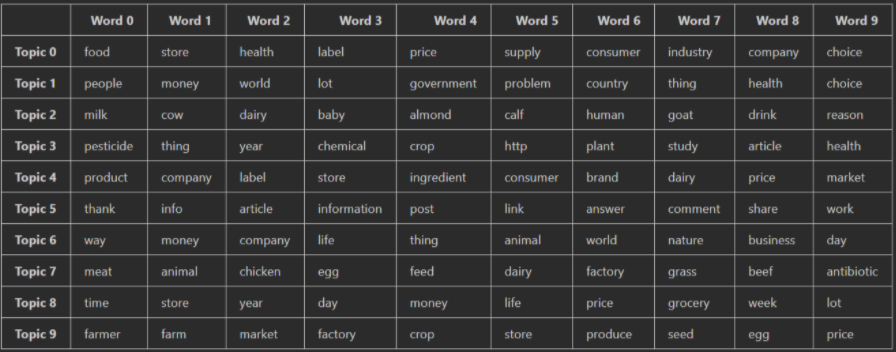 Word 0 Word 1 Word 2 Word 3 Word 4 Word 5 Word 6 Word 7 Word 8 Word 9
Topic 0 food store health label price supply consumer industry company choice
Topic 1 people money world lot government problem country thing health choice
Topic 2 milk cow dairy baby almond calf human goat drink reason
Topic 3 pesticide thing year chemical crop http plant study article health
Topic 4 product company label store ingredient consumer brand dairy price market
Topic 5 thank info article information post link answer comment share work
Topic 6 way money company life thing animal world nature business day
Topic 7 meat animal chicken egg feed dairy factory grass beef antibiotic
Topic 8 time store year day money life price grocery week lot
Topic 9 farmer farm market factory crop store produce seed egg price